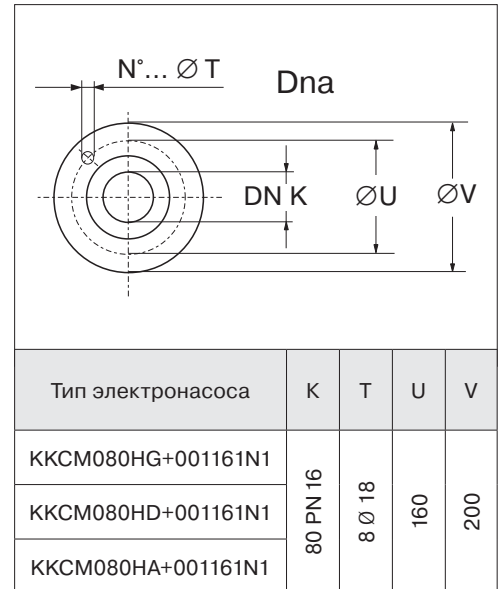 N°... ∅ T
Dna
DN K
∅U
∅V
Тип электронасоса K T U V
KKCM080HG+001161N1
KKCM080HD+001161N1
KKCM080HA+001161N1
80 PN 16
8 Ø 18
160
200